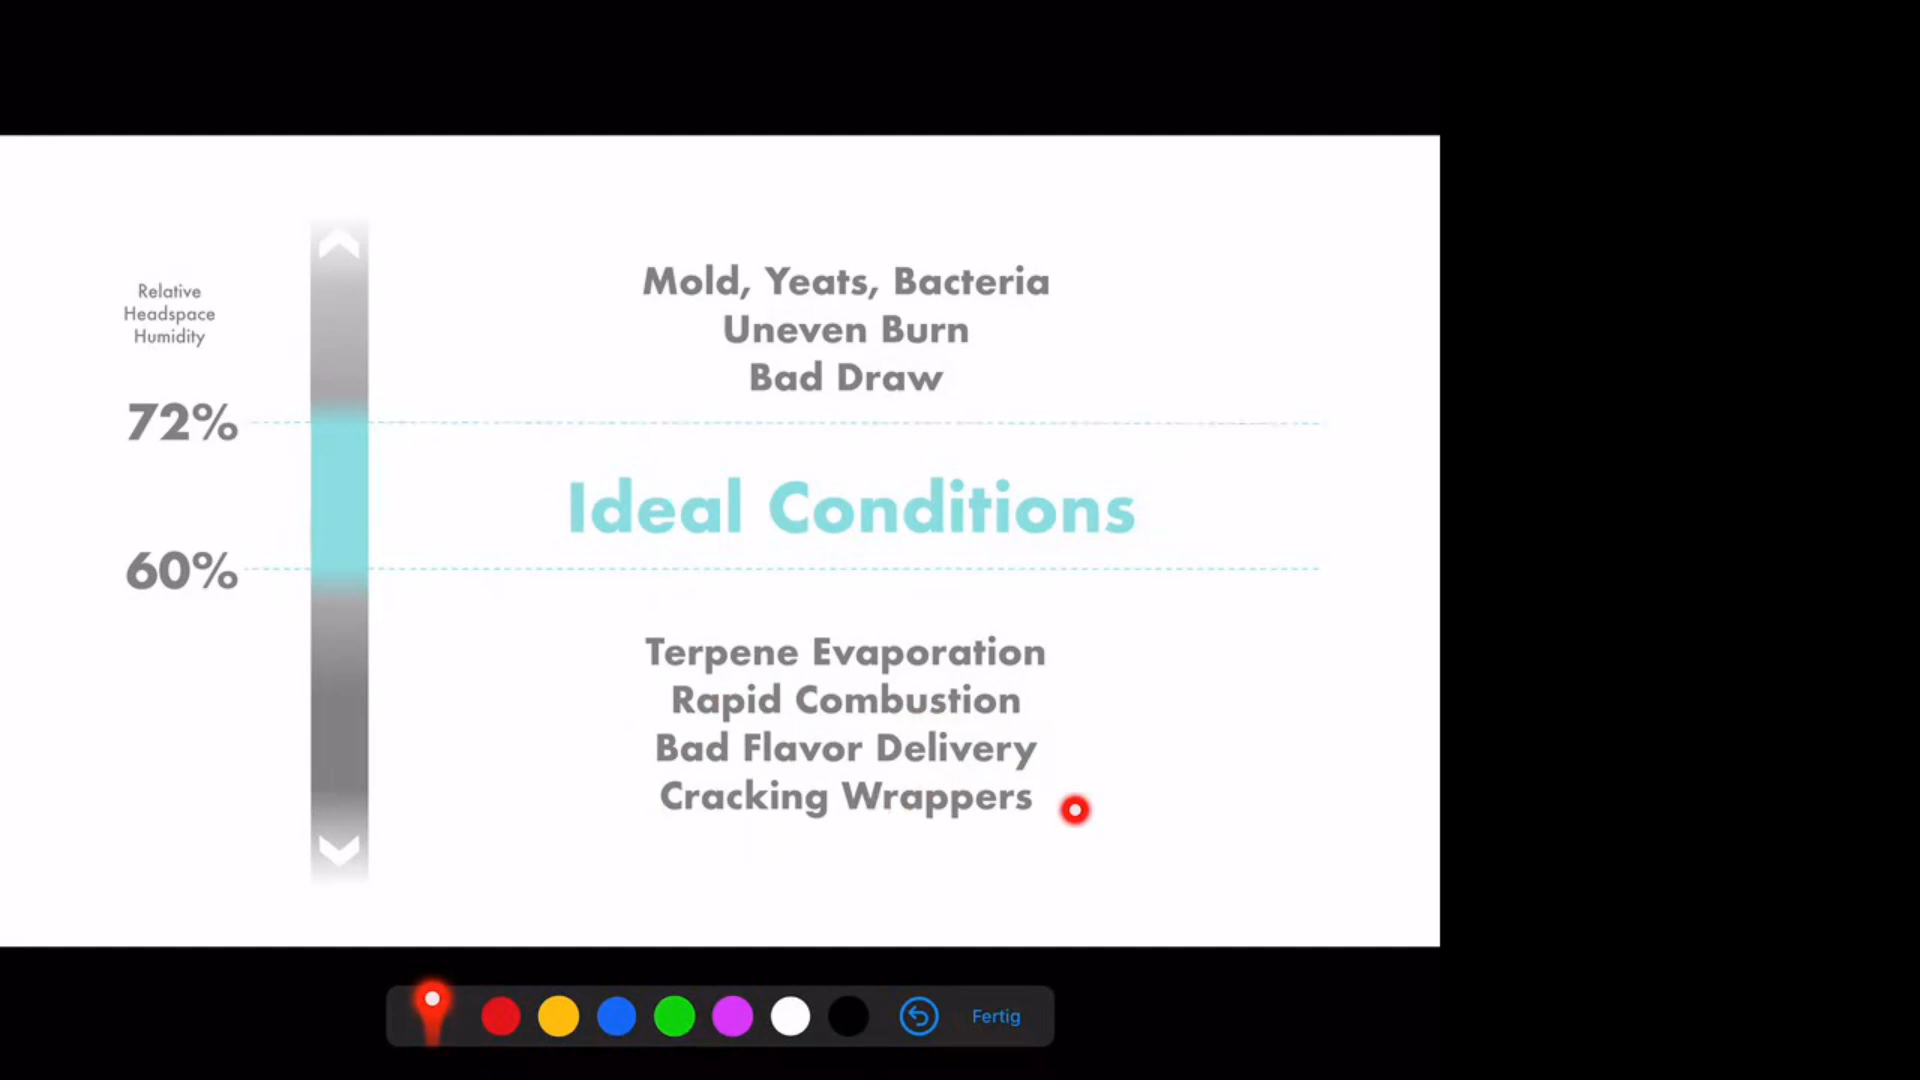 Relative
Headspace
Humidity
Mold, Yeats, Bacteria
Uneven Burn
Bad Draw
72%
Ideal Conditions
60%
Terpene Evaporation
Rapid Combustion
Bad Flavor Delivery
Cracking Wrappers
Fertig